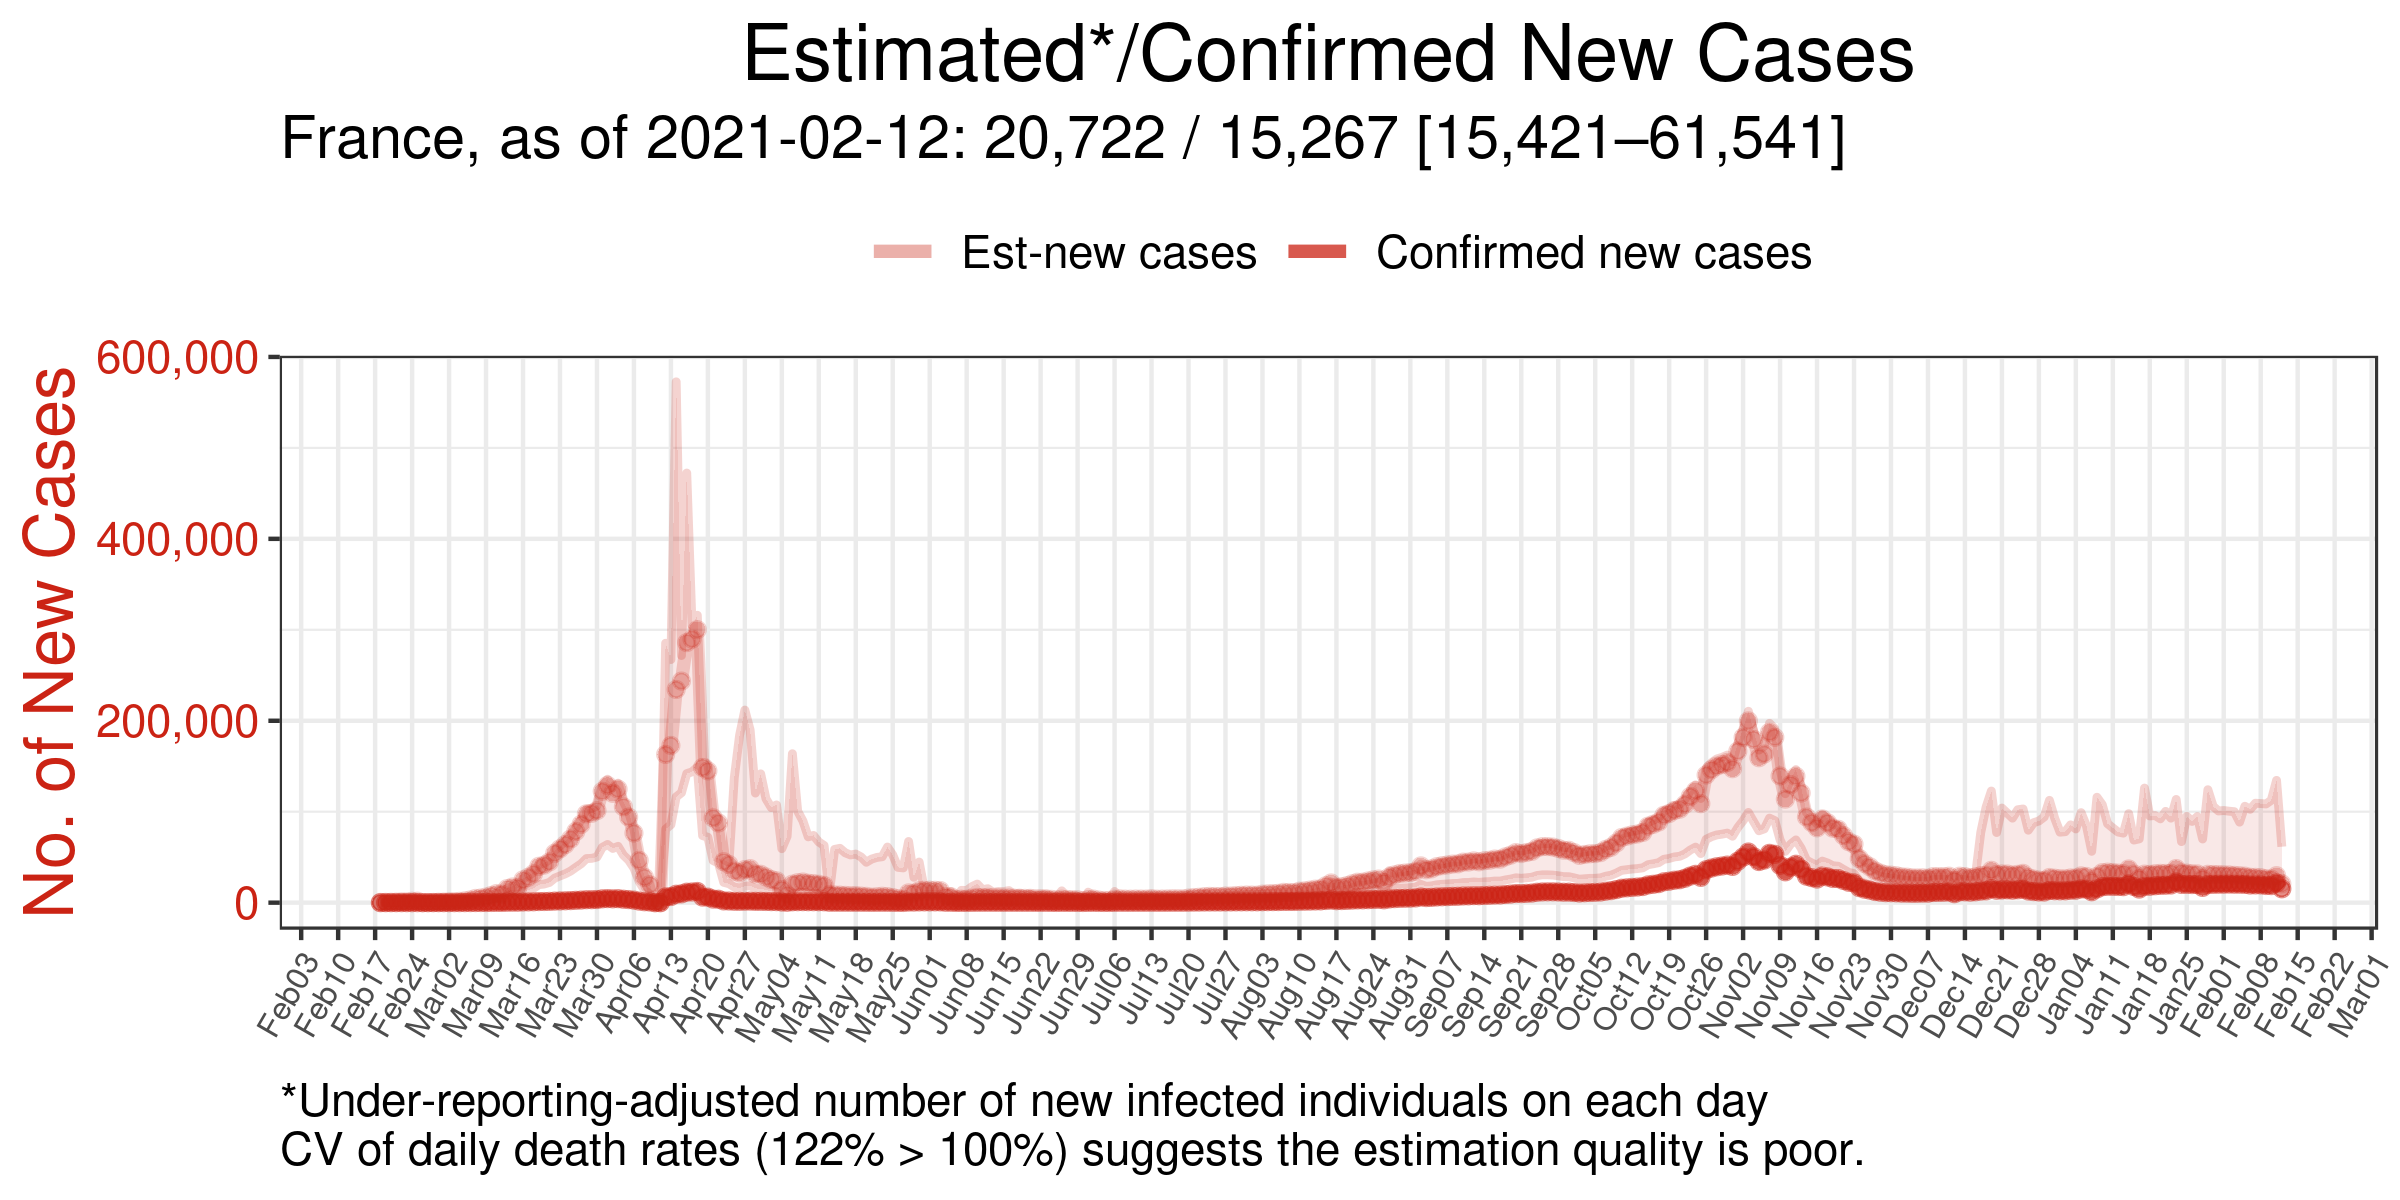 Estimated*/Confirmed New Cases
France, as of 2021-02-12: 20,722 / 15,267 [15,421–61,541]
Est-new cases
Confirmed new cases
No. of New Cases
600,000
400,000
200,000
0
Feb03
Feb10
Feb17
Feb24
Mar02
Mar09
Mar16
Mar23
Mar30
Apr06
Apr13
Apr20
Apr27
May04
May11
May18
May25
Jun01
Jun08
Jun15
Jun22
Jun29
Jul06
Jul13
Jul20
Jul27
Aug03
Aug10
Aug17
Aug24
Aug31
Sep07
Sep14
Sep21
Sep28
Oct05
Oct12
Oct19
Oct26
Nov02
Nov09
Nov16
Nov23
Nov30
Dec07
Dec14
Dec21
Dec28
Jan04
Jan11
Jan18
Jan25
Feb01
Feb08
Feb15
Feb22
Mar01
*Under-reporting-adjusted number of new infected individuals on each day
CV of daily death rates (122% > 100%) suggests the estimation quality is poor.